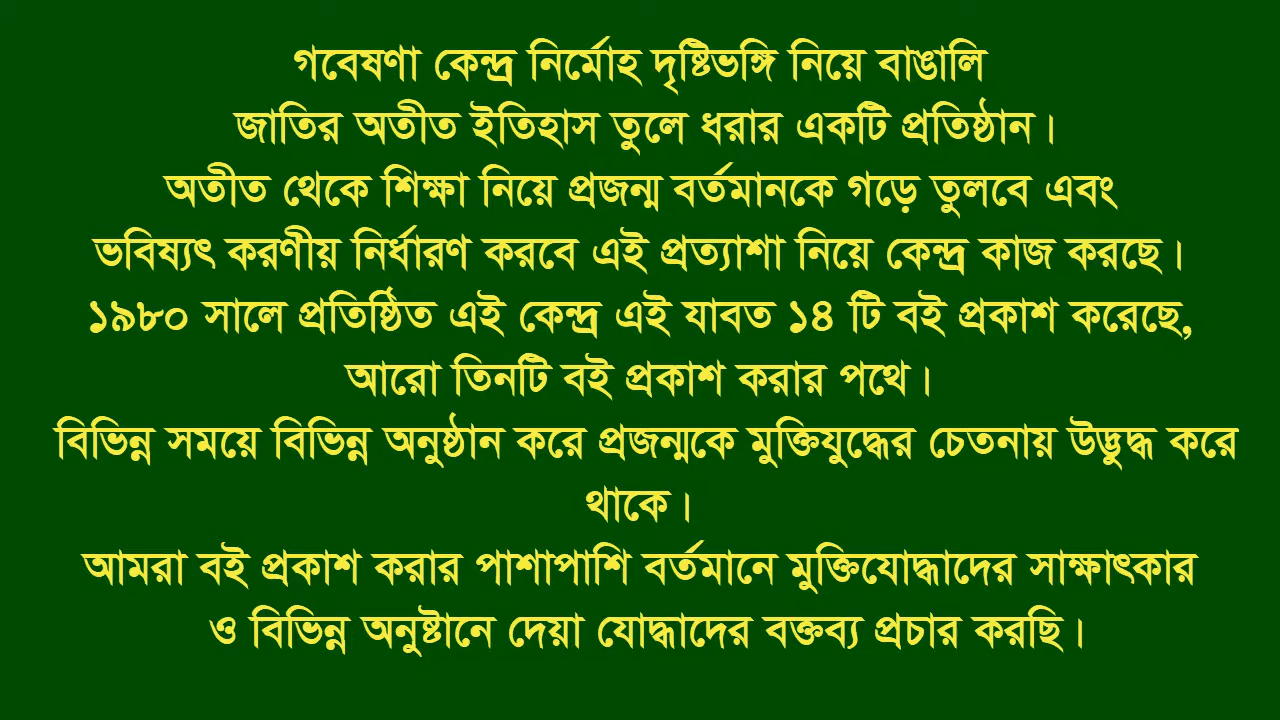 গবেষণা কেন্দ্র নির্মোহ দৃষ্টিভঙ্গি নিয়ে বাঙালি
জাতির অতীত ইতিহাস তুলে ধরার একটি প্রতিষ্ঠান।
অতীত থেকে শিক্ষা নিয়ে প্রজন্ম বর্তমানকে গড়ে তুলবে এবং
ভবিষ্যৎ করণীয় নির্ধারণ করবে এই প্রত্যাশা নিয়ে কেন্দ্র কাজ করছে।
১৯৮০ সালে প্রতিষ্ঠিত এই কেন্দ্র এই যাবত ১৪ টি বই প্রকাশ করেছে,
আরো তিনটি বই প্রকাশ করার পথে।
বিভিন্ন সময়ে বিভিন্ন অনুষ্ঠান করে প্রজন্মকে মুক্তিযুদ্ধের চেতনায় উদ্ভুদ্ধ করে
থাকে।
আমরা বই প্রকাশ করার পাশাপাশি বর্তমানে মুক্তিযোদ্ধাদের সাক্ষাৎকার
ও বিভিন্ন অনুষ্টানে দেয়া যোদ্ধাদের বক্তব্য প্রচার করছি।